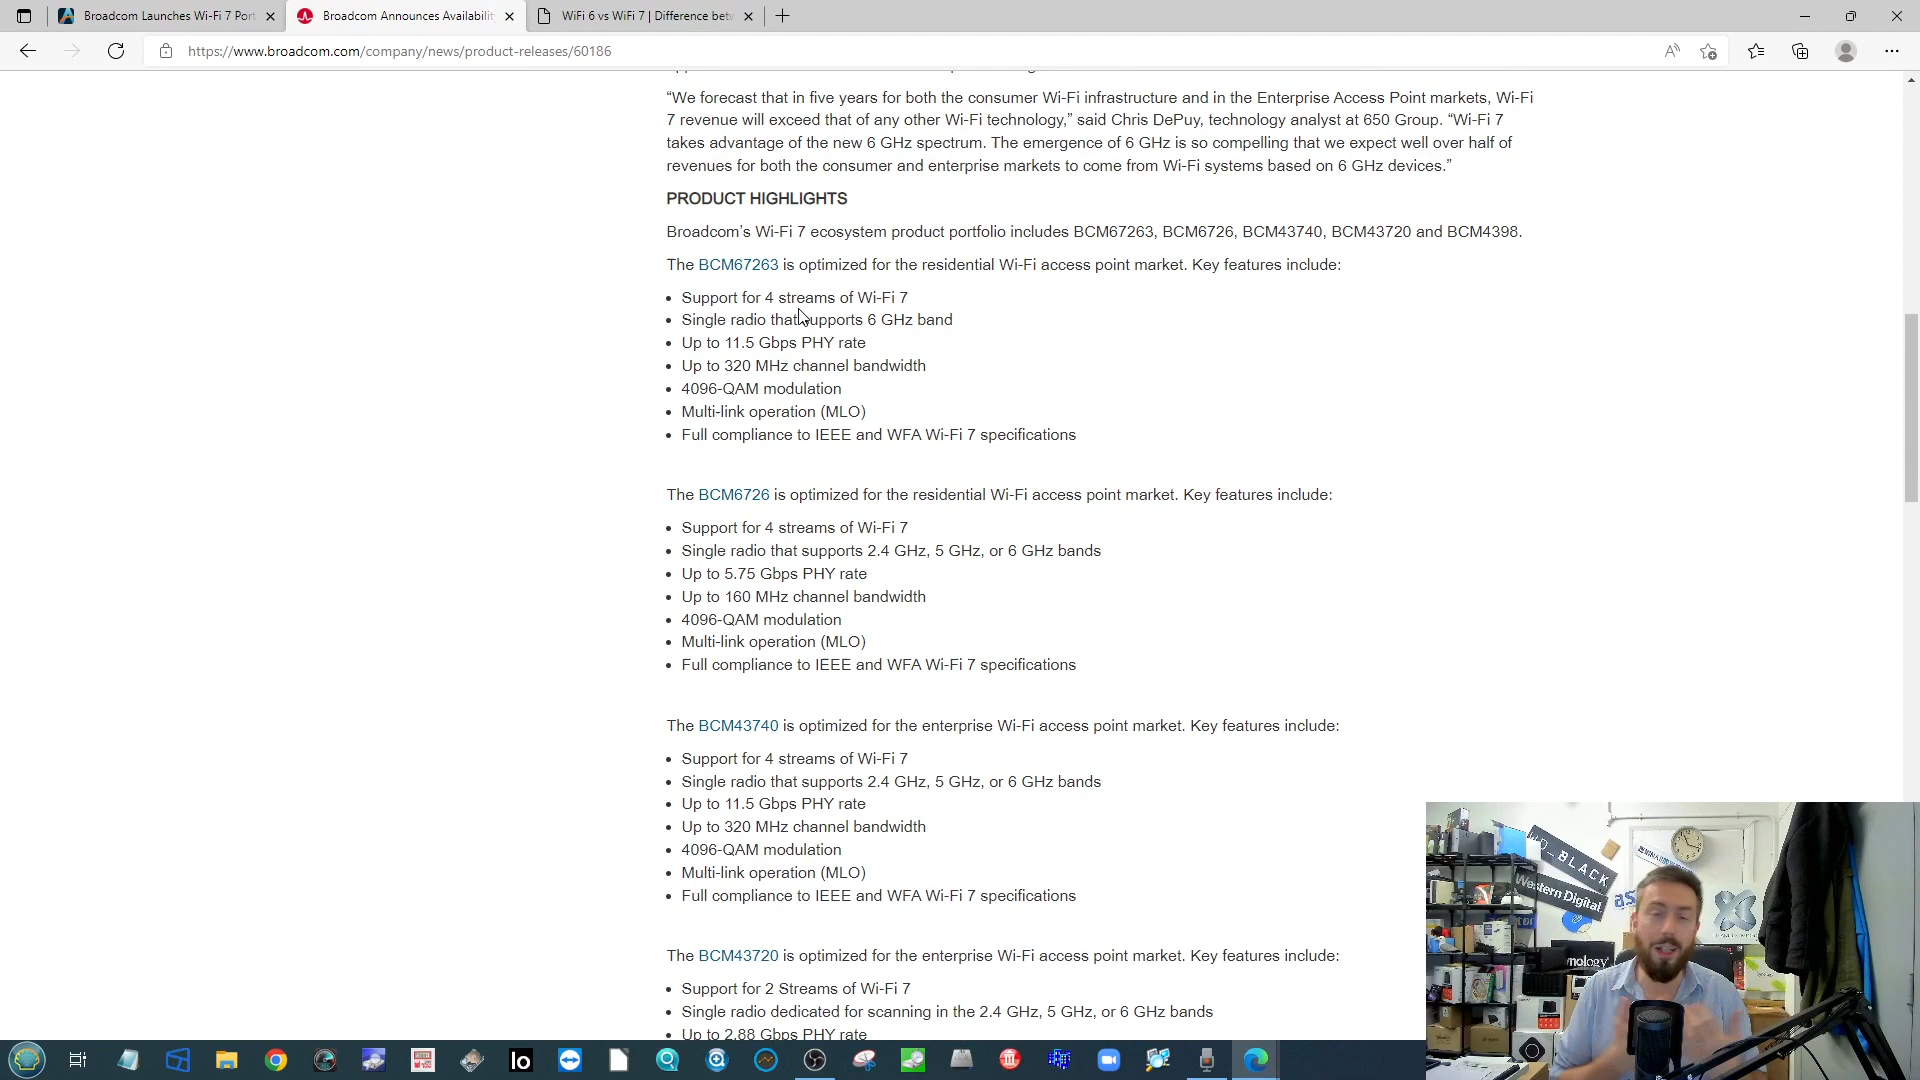 Broadcom Launches Wi-Fi 7 Port
Broadcom Announces Availabilit
WiFi 6 vs WiFi 7 | Difference betw
https://www.broadcom.com/company/news/product-releases/60186
“We forecast that in five years for both the consumer Wi-Fi infrastructure and in the Enterprise Access Point markets, Wi-Fi
7 revenue will exceed that of any other Wi-Fi technology,” said Chris DePuy, technology analyst at 650 Group. “Wi-Fi 7
takes advantage of the new 6 GHz spectrum. The emergence of 6 GHz is so compelling that we expect well over half of
revenues for both the consumer and enterprise markets to come from Wi-Fi systems based on 6 GHz devices.”
PRODUCT HIGHLIGHTS
Broadcom’s Wi-Fi 7 ecosystem product portfolio includes BCM67263, BCM6726, BCM43740, BCM43720 and BCM4398.
The BCM67263 is optimized for the residential Wi-Fi access point market. Key features include:
• Support for 4 streams of Wi-Fi 7
• Single radio that supports 6 GHz band
• Up to 11.5 Gbps PHY rate
• Up to 320 MHz channel bandwidth
• 4096-QAM modulation
• Multi-link operation (MLO)
• Full compliance to IEEE and WFA Wi-Fi 7 specifications
The BCM6726 is optimized for the residential Wi-Fi access point market. Key features include:
• Support for 4 streams of Wi-Fi 7
• Single radio that supports 2.4 GHz, 5 GHz, or 6 GHz bands
• Up to 5.75 Gbps PHY rate
• Up to 160 MHz channel bandwidth
• 4096-QAM modulation
• Multi-link operation (MLO)
• Full compliance to IEEE and WFA Wi-Fi 7 specifications
The BCM43740 is optimized for the enterprise Wi-Fi access point market. Key features include:
• Support for 4 streams of Wi-Fi 7
• Single radio that supports 2.4 GHz, 5 GHz, or 6 GHz bands
• Up to 11.5 Gbps PHY rate
• Up to 320 MHz channel bandwidth
• 4096-QAM modulation
• Multi-link operation (MLO)
• Full compliance to IEEE and WFA Wi-Fi 7 specifications
The BCM43720 is optimized for the enterprise Wi-Fi access point market. Key features include:
• Support for 2 Streams of Wi-Fi 7
• Single radio dedicated for scanning in the 2.4 GHz, 5 GHz, or 6 GHz bands
• Up to 2.88 Gbps PHY rate
WD_BLACK
Western Digital
as
nology
IO